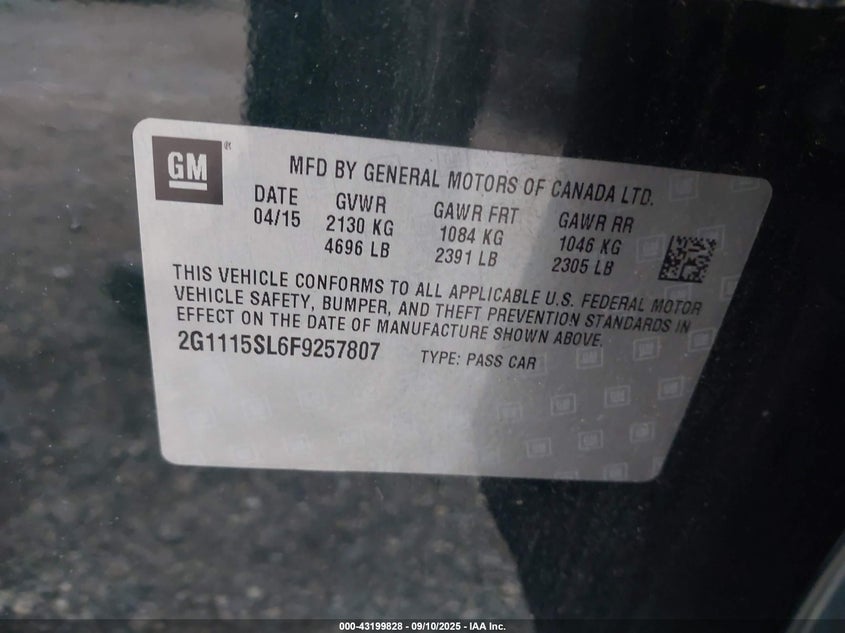 GM ®
MFD BY GENERAL MOTORS OF CANADA LTD.
DATE GVWR GAWR FRT GAWR RR
04/15 2130 KG 1084 KG 1046 KG
4696 LB 2391 LB 2305 LB
THIS VEHICLE CONFORMS TO ALL APPLICABLE U.S. FEDERAL MOTOR
VEHICLE SAFETY, BUMPER, AND THEFT PREVENTION STANDARDS IN
EFFECT ON THE DATE OF MANUFACTURE SHOWN ABOVE.
2G1115SL6F9257807 TYPE: PASS CAR
000-43199828 - 09/10/2025 - IAA Inc.